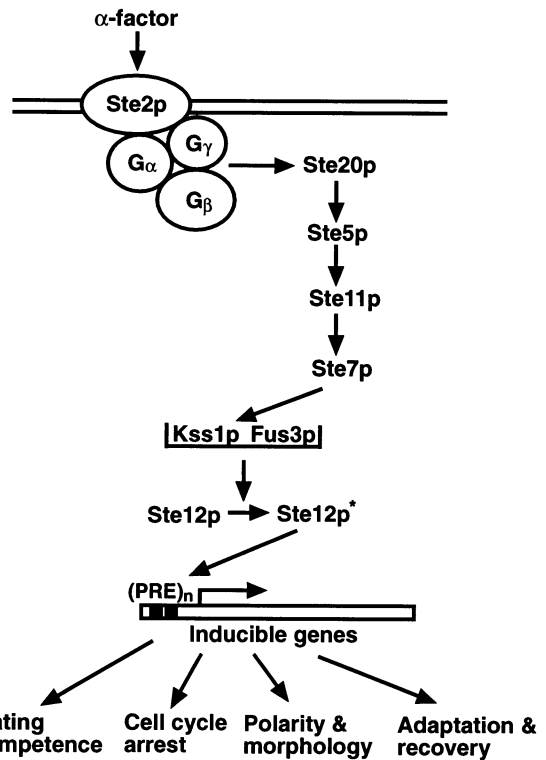 α-factor
Ste2p
Gγ
Gα
Gβ
Ste20p
Ste5p
Ste11p
Ste7p
Kss1p Fus3p
Ste12p
Ste12p*
(PRE)n
Inducible genes
ating
mpetence
Cell cycle
arrest
Polarity &
morphology
Adaptation &
recovery